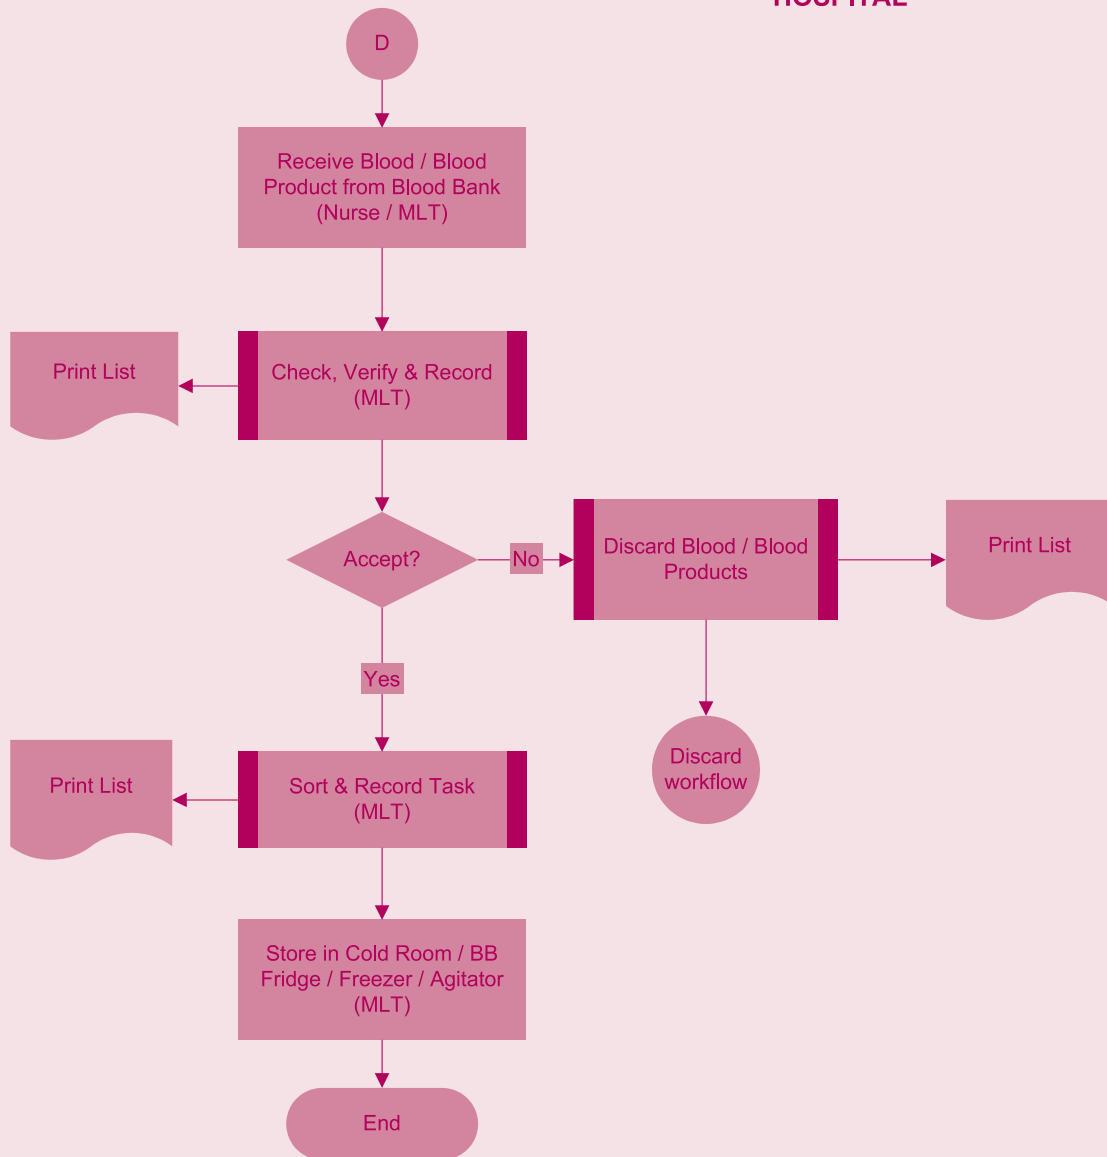 HOSPITAL
D
Receive Blood / Blood
Product from Blood Bank
(Nurse / MLT)
Print List
Check, Verify & Record
(MLT)
Accept?
No
Discard Blood / Blood
Products
Print List
Yes
Discard
workflow
Print List
Sort & Record Task
(MLT)
Store in Cold Room / BB
Fridge / Freezer / Agitator
(MLT)
End